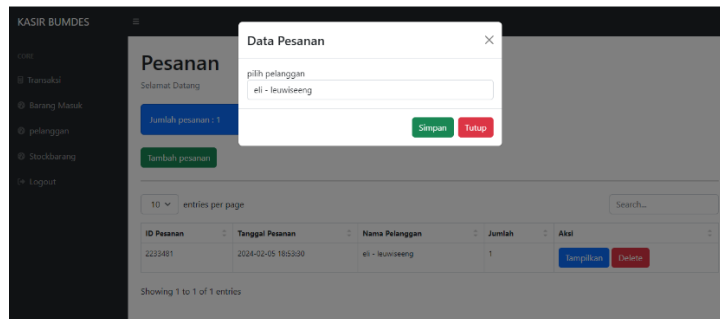 KASIR BUMDES
CORE
Transaksi
Barang Masuk
pelanggan
Stockbarang
Logout
Pesanan
Selamat Datang
Jumlah pesanan : 1
Tambah pesanan
Data Pesanan
pilih pelanggan
eli - leuwiseeng
Simpan Tutup
10 entries per page
Search...
ID Pesanan Tanggal Pesanan Nama Pelanggan Jumlah Aksi
2233481 2024-02-05 18:53:30 eli - leuwiseeng 1 Tampilkan Delete
Showing 1 to 1 of 1 entries